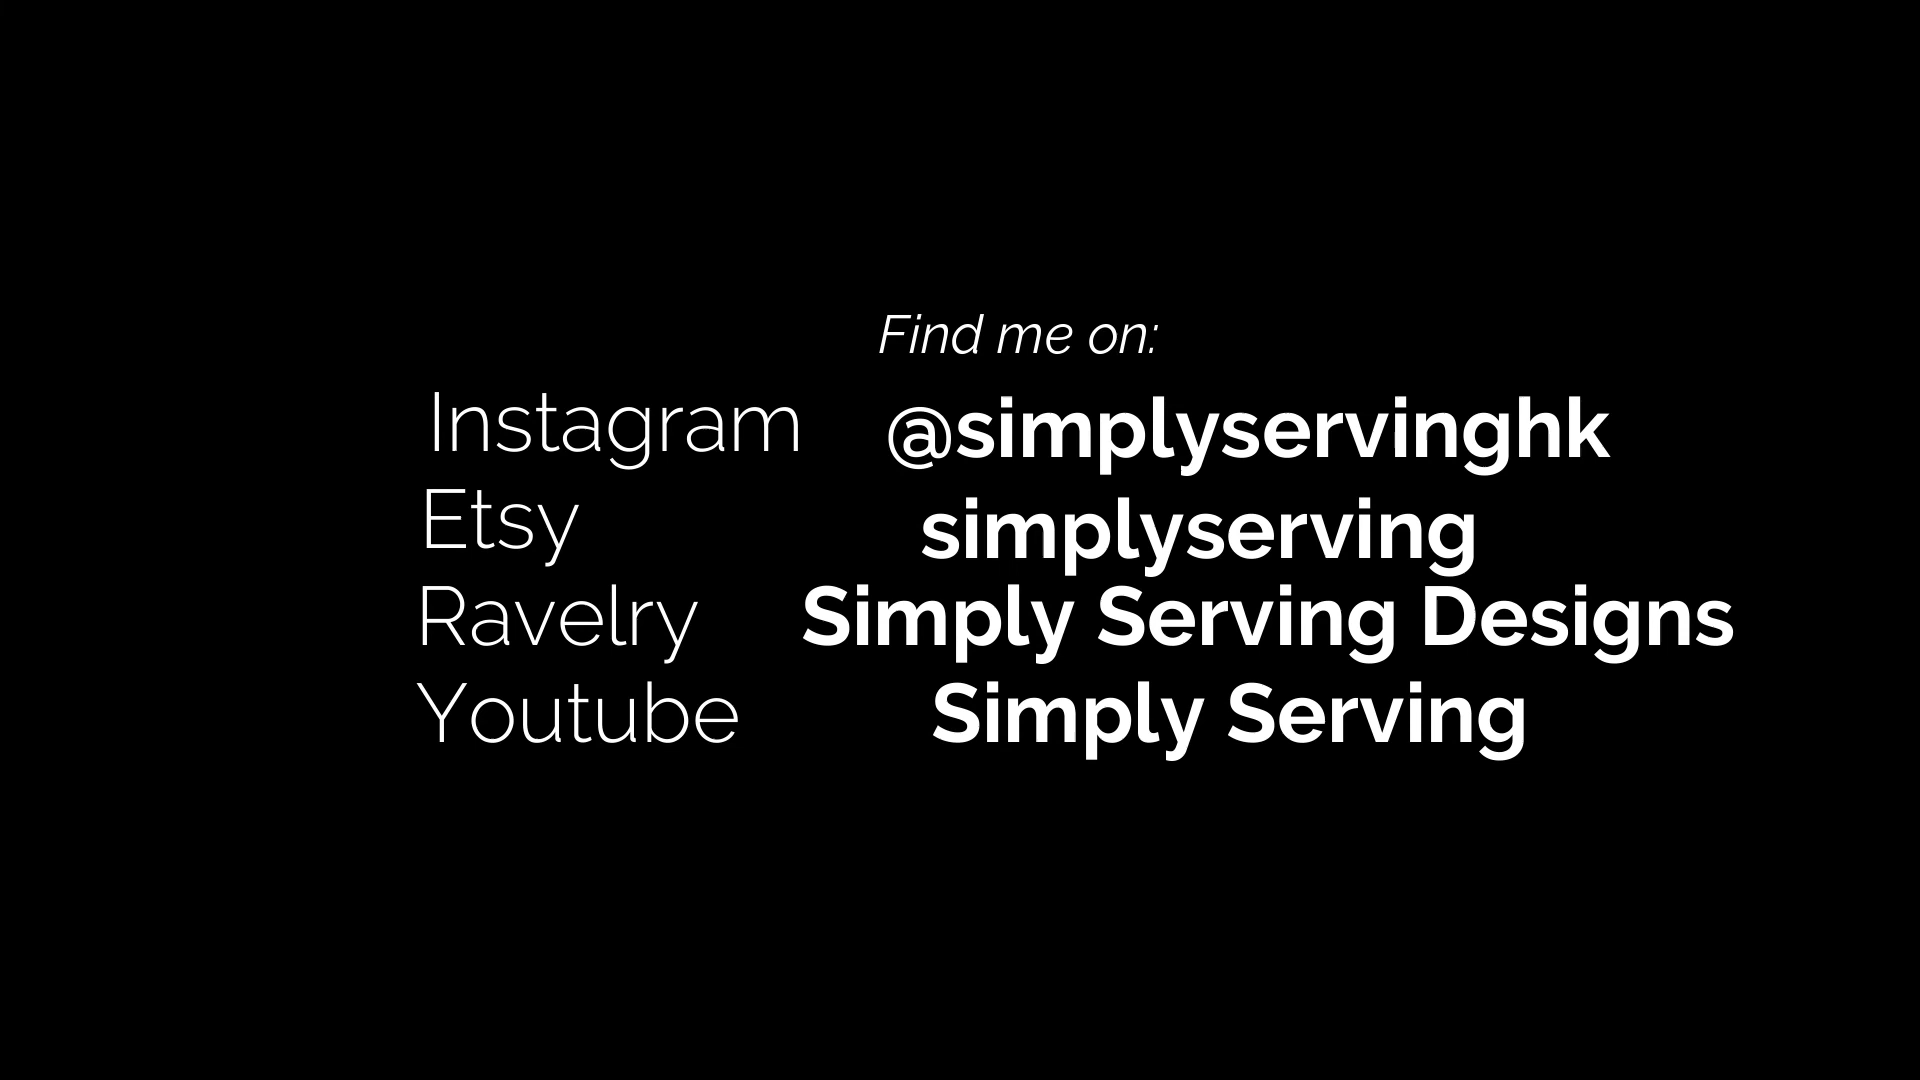 Find me on:
Instagram @simplyservinghk
Etsy simplyserving
Ravelry Simply Serving Designs
Youtube Simply Serving